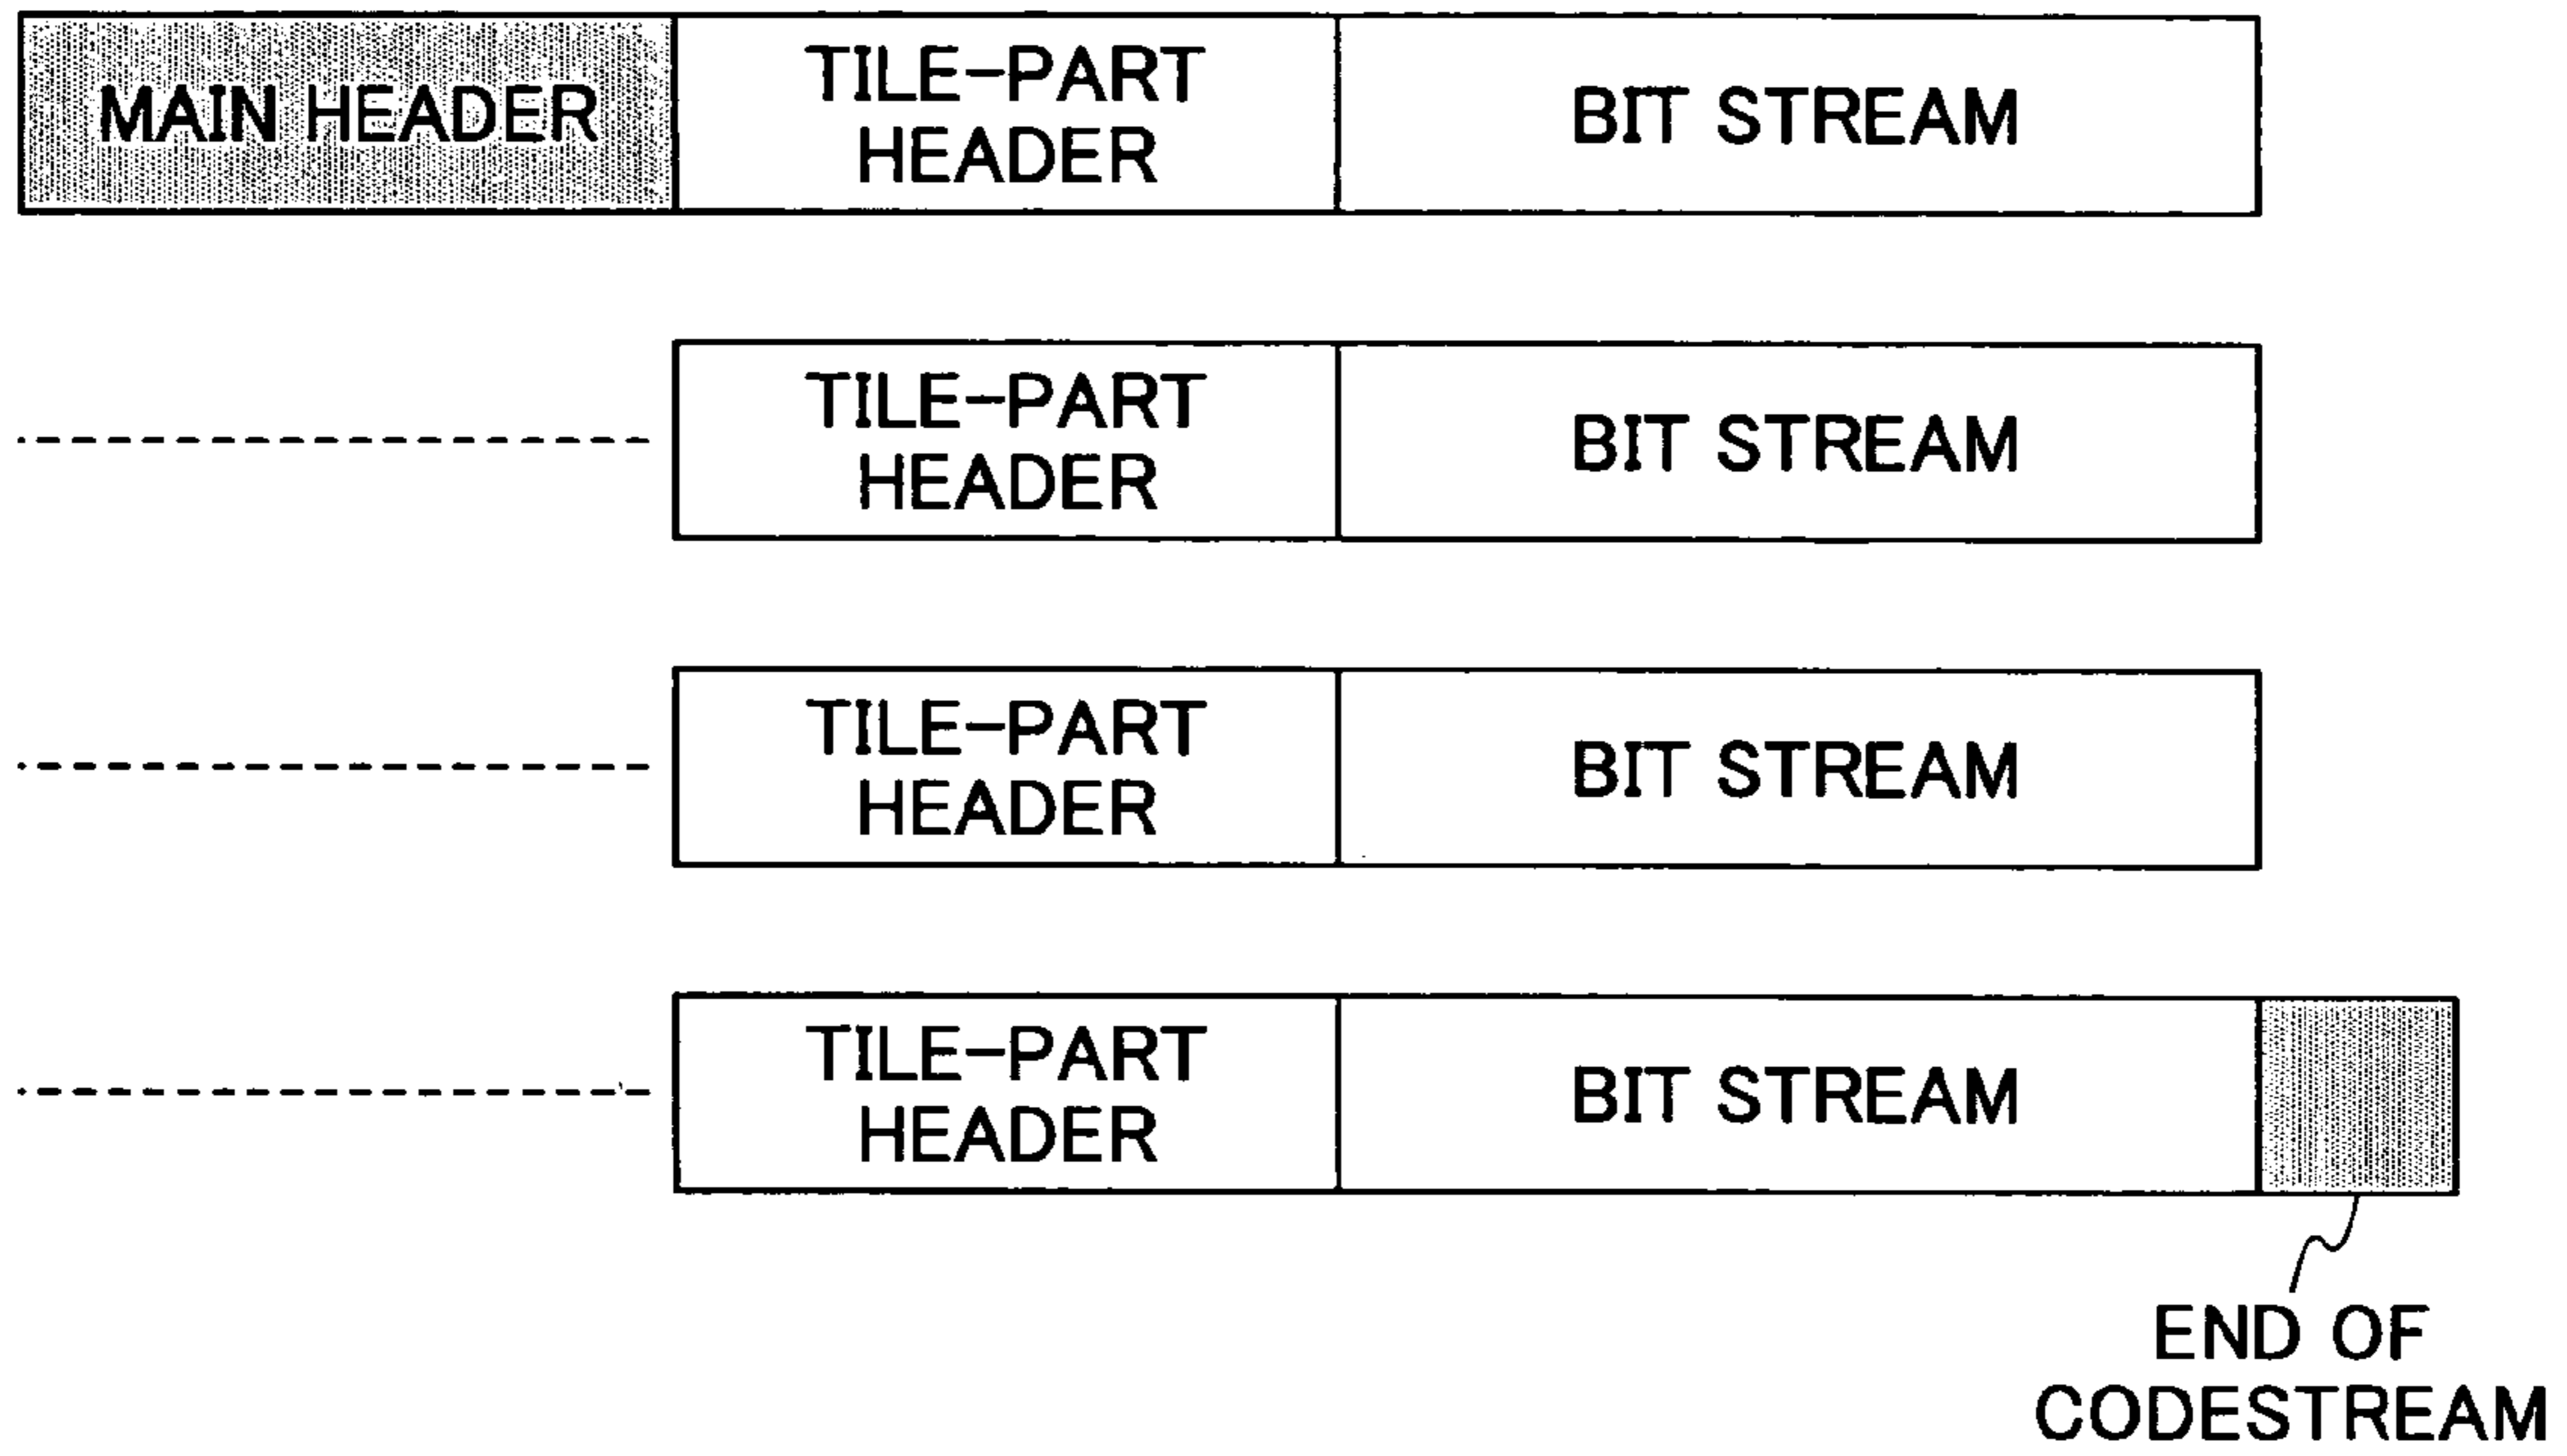 MAIN HEADER
TILE-PART
HEADER
BIT STREAM
TILE-PART
HEADER
BIT STREAM
TILE-PART
HEADER
BIT STREAM
TILE-PART
HEADER
BIT STREAM
END OF
CODESTREAM